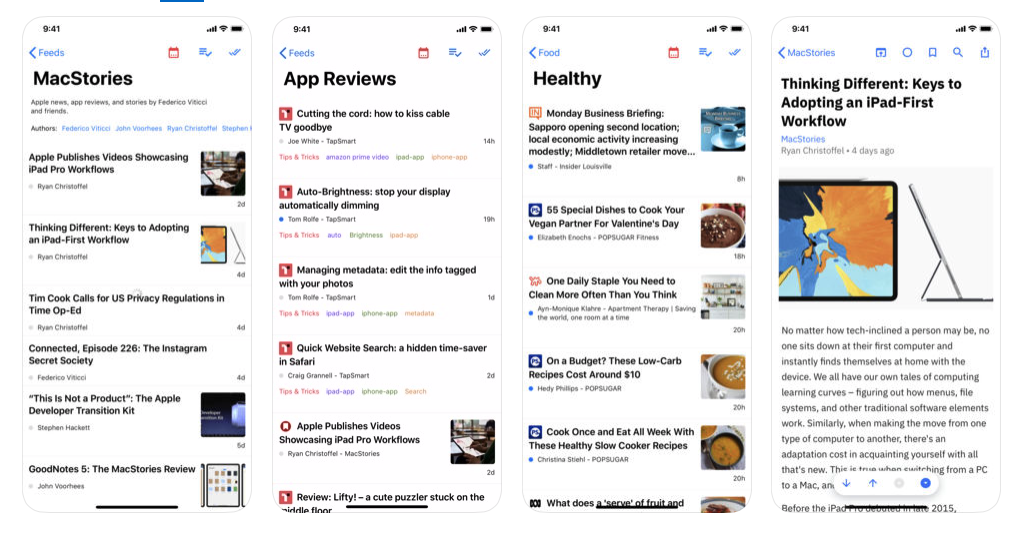 9:41
Feeds
MacStories
Apple news, app reviews, and stories by Federico Viticci
and friends.
Authors: Federico Viticci John Voorhees Ryan Christoffel Stephen
Apple Publishes Videos Showcasing
iPad Pro Workflows
Ryan Christoffel
2d
Thinking Different: Keys to Adopting
an iPad-First Workflow
Ryan Christoffel
4d
Tim Cook Calls for US Privacy Regulations in
Time Op-Ed
Ryan Christoffel
4d
Connected, Episode 226: The Instagram
Secret Society
Federico Viticci
4d
“This Is Not a Product”: The Apple
Developer Transition Kit
Stephen Hackett
5d
GoodNotes 5: The MacStories Review
John Voorhees
9:41
Feeds
App Reviews
Cutting the cord: how to kiss cable
TV goodbye
Joe White - TapSmart
14h
Tips & Tricks amazon prime video ipad-app iphone-app
Auto-Brightness: stop your display
automatically dimming
Tom Rolfe - TapSmart
19h
Tips & Tricks auto Brightness ipad-app
Managing metadata: edit the info tagged
with your photos
Tom Rolfe - TapSmart
1d
Tips & Tricks ipad-app iphone-app metadata
Quick Website Search: a hidden time-saver
in Safari
Craig Grannell - TapSmart
2d
Tips & Tricks ipad-app iphone-app Search
Apple Publishes Videos
Showcasing iPad Pro Workflows
Ryan Christoffel - MacStories
2d
Review: Lifty! – a cute puzzler stuck on the
middle floor
9:41
Food
Healthy
Monday Business Briefing:
Sapporo opening second location;
local economic activity increasing
modestly; Middletown retailer move...
Staff - Insider Louisville
8h
55 Special Dishes to Cook Your
Vegan Partner For Valentine's Day
Elizabeth Enochs - POPSUGAR Fitness
18h
One Daily Staple You Need to
Clean More Often Than You Think
Ayn-Monique Klahre - Apartment Therapy | Saving
the world, one room at a time
20h
On a Budget? These Low-Carb
Recipes Cost Around $10
Hedy Phillips - POPSUGAR
20h
Cook Once and Eat All Week With
These Healthy Slow Cooker Recipes
Christina Stiehl - POPSUGAR
20h
What does a 'serve' of fruit and
9:41
MacStories
Thinking Different: Keys to
Adopting an iPad-First
Workflow
MacStories
Ryan Christoffel • 4 days ago
No matter how tech-inclined a person may be, no
one sits down at their first computer and
instantly finds themselves at home with the
device. We all have our own tales of computing
learning curves – figuring out how menus, file
systems, and other traditional software elements
work. Similarly, when making the move from one
type of computer to another, there's an
adaptation cost in acquainting yourself with all
that's new. This is true when switching from a PC
to a Mac, an
Before the iPad Pro debuted in late 2015,